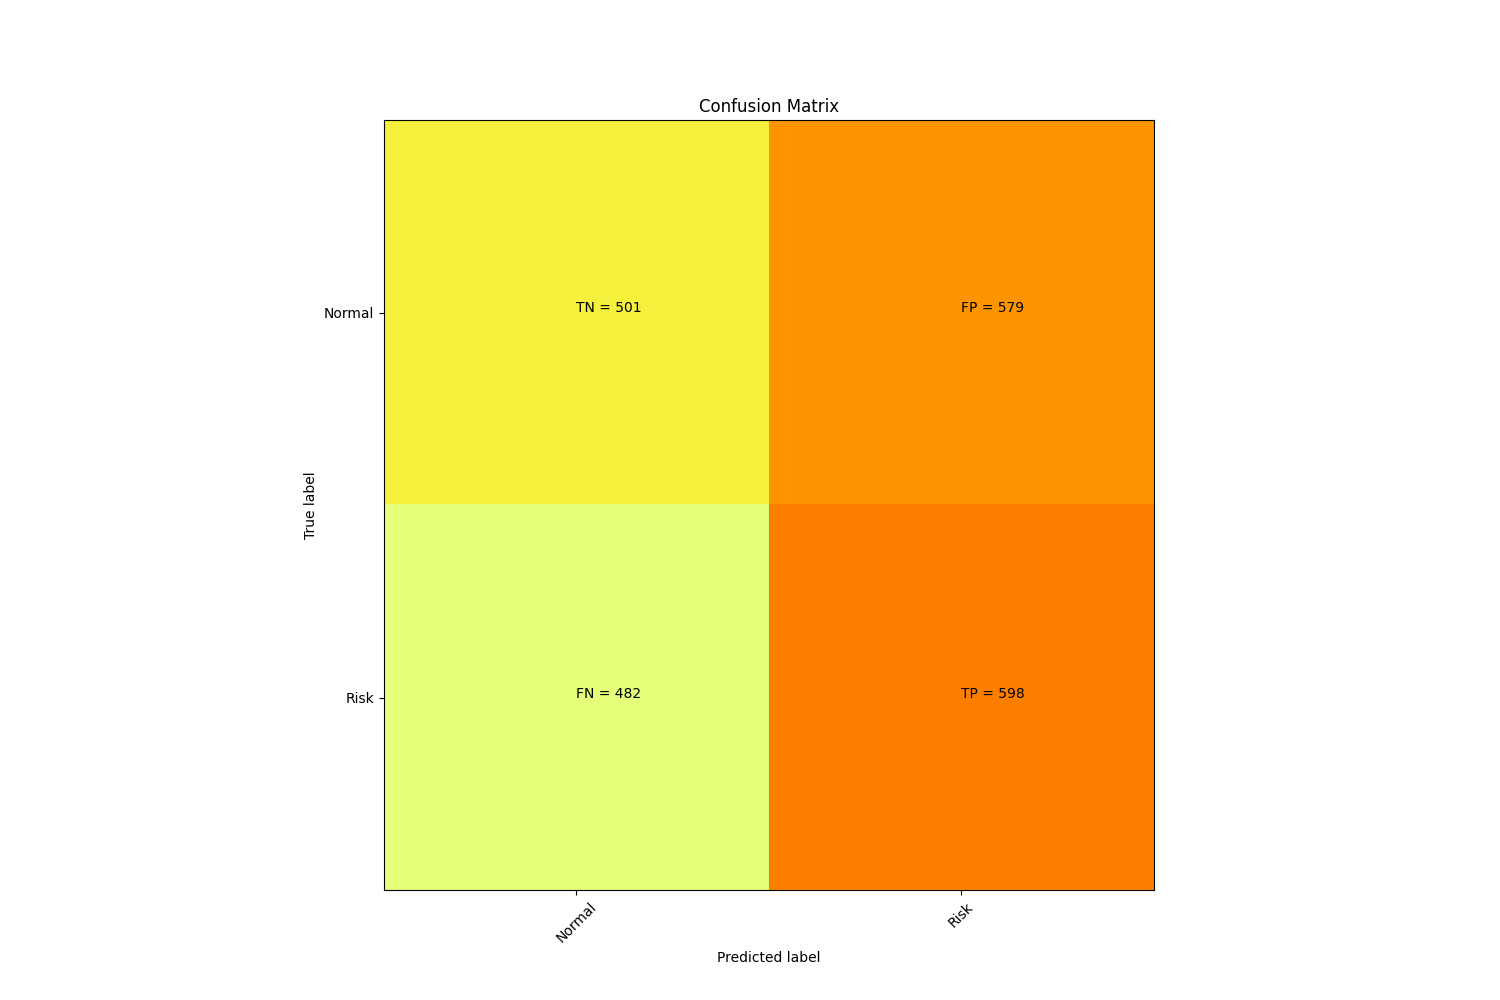 Confusion Matrix
TN = 501
FP = 579
Normal
True label
FN = 482
TP = 598
Risk
Normal
Risk
Predicted label